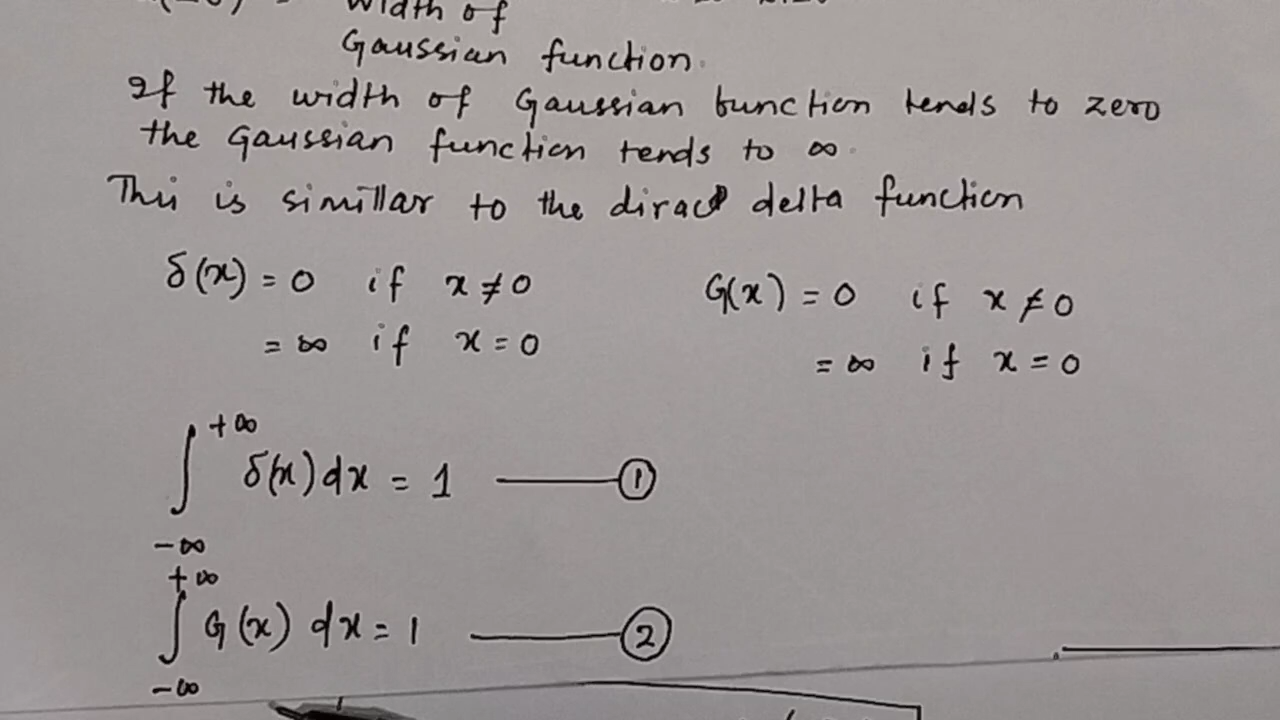 width of
Gaussian function.
If the width of Gaussian function tends to zero
the Gaussian function tends to ∞.
This is simillar to the dirac delta function
δ(x) = 0 if x ≠ 0
= ∞ if x = 0
G(x) = 0 if x ≠ 0
= ∞ if x = 0
∫_{-∞}^{+∞} δ(x) dx = 1 ——— ①
∫_{-∞}^{+∞} G(x) dx = 1 ——— ②